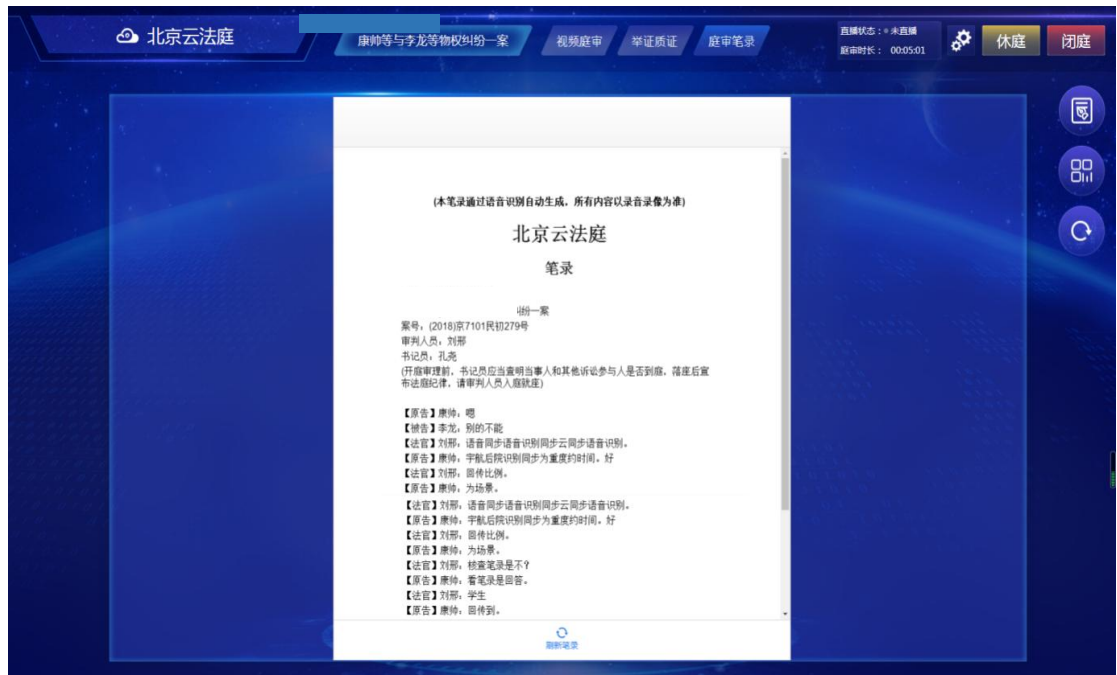 北京云法庭
康帅等与李龙等物权纠纷一案
视频庭审
举证质证
庭审笔录
直播状态：未直播
庭审时长： 00:05:01
休庭
闭庭
(本笔录通过语音识别自动生成，所有内容以录音录像为准)
北京云法庭
笔录
纠纷一案
案号，(2018)京7101民初279号
审判人员，刘邢
书记员，孔尧
(开庭审理前，书记员应当查明当事人和其他诉讼参与人是否到庭，落座后宣
布法庭纪律，请审判人员入庭就座)
【原告】康帅，嗯
【被告】李龙，别的不能
【法官】刘邢，语音同步语音识别同步云同步语音识别。
【原告】康帅，宇航后院识别同步为重度约时间。好
【法官】刘邢，回传比例。
【原告】康帅，为场景。
【法官】刘邢，语音同步语音识别同步云同步语音识别。
【原告】康帅，宇航后院识别同步为重度约时间。好
【法官】刘邢，回传比例。
【原告】康帅，为场景。
【法官】刘邢，核查笔录是不？
【原告】康帅，看笔录是回答。
【法官】刘邢，学生
【原告】康帅，回传到。
刷新笔录